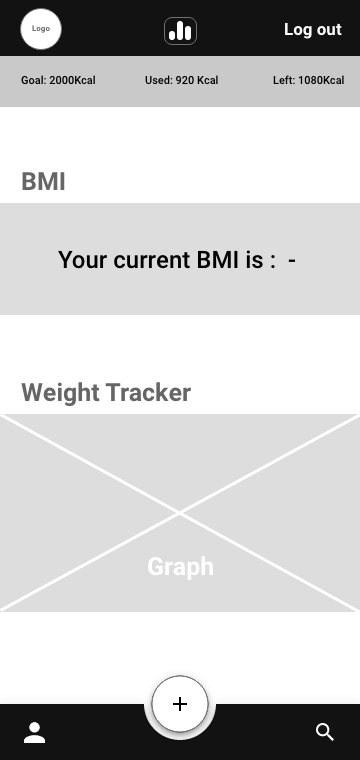 Logo
Log out
Goal: 2000Kcal
Used: 920 Kcal
Left: 1080Kcal
BMI
Your current BMI is : -
Weight Tracker
Graph